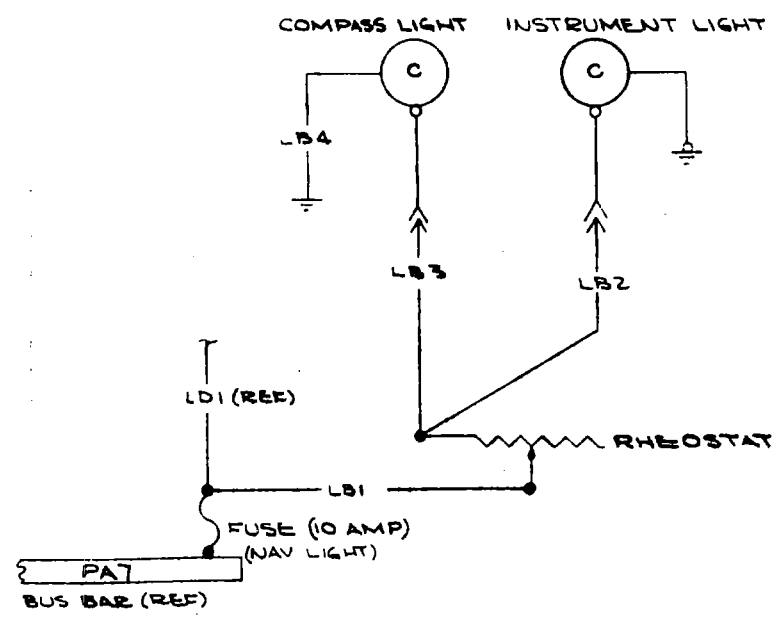 COMPASS LIGHT
INSTRUMENT LIGHT
C
C
LB4
LB3
LB2
LD1 (REF)
RHEOSTAT
LB1
FUSE (10 AMP)
(NAV LIGHT)
PA7
BUS BAR (REF)